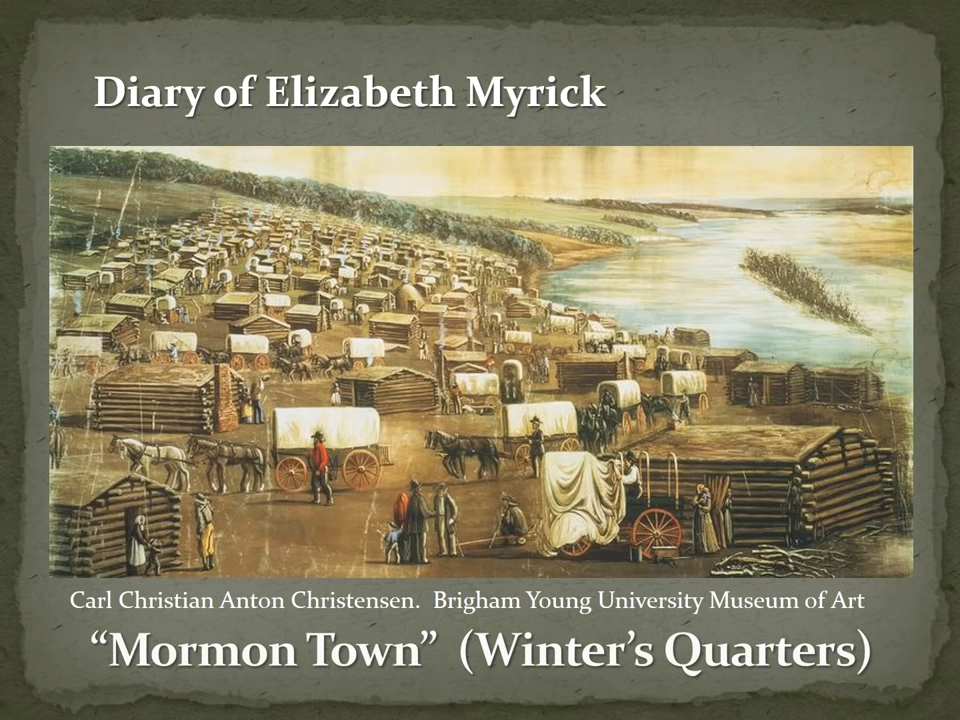 Diary of Elizabeth Myrick
Carl Christian Anton Christensen.  Brigham Young University Museum of Art
“Mormon Town”  (Winter’s Quarters)